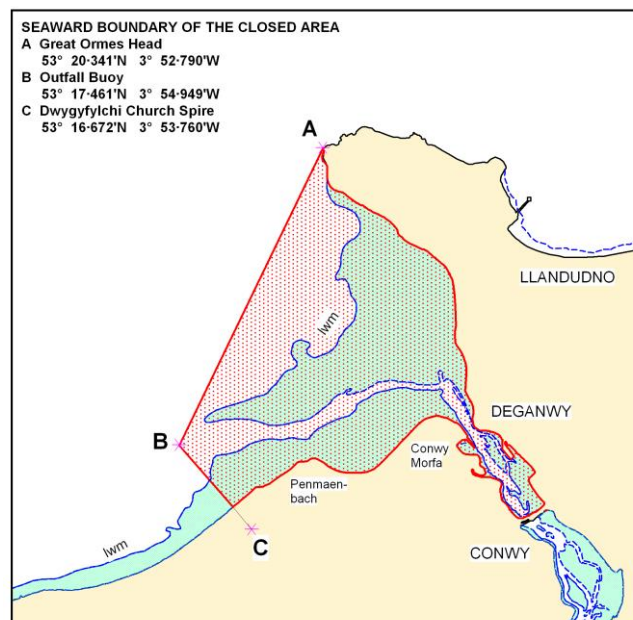 SEAWARD BOUNDARY OF THE CLOSED AREA
A Great Ormes Head
53° 20·341'N 3° 52·790'W
B Outfall Buoy
53° 17·461'N 3° 54·949'W
C Dwygyfylchi Church Spire
53° 16·672'N 3° 53·760'W
A
LLANDUDNO
lwm
DEGANWY
B
Conwy
Morfa
Penmaen-
bach
C
lwm
CONWY